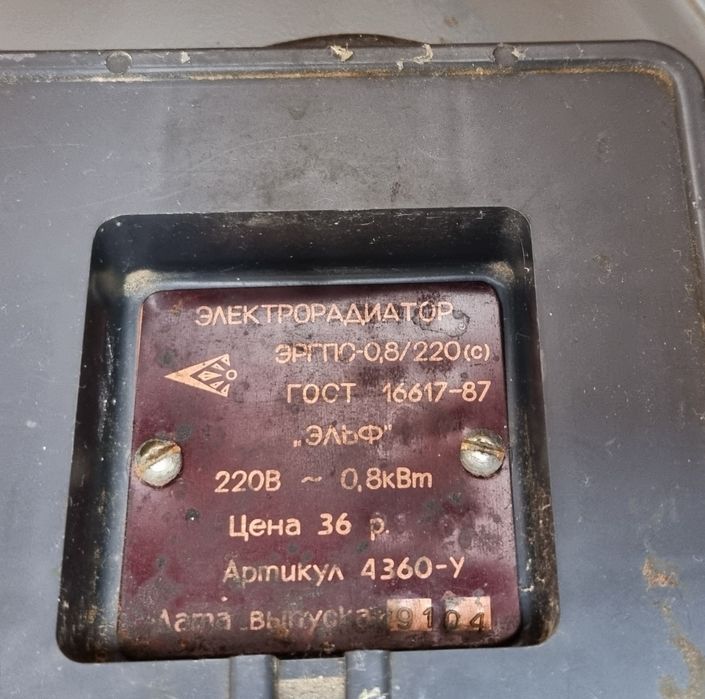 ЭЛЕКТРОРАДИАТОР
ЭРГПС-0,8/220(с)
ГОСТ 16617-87
„ЭЛЬФ"
220В ~ 0,8кВт
Цена 36 р.
Артикул 4360-У
Дата выпуска 9104